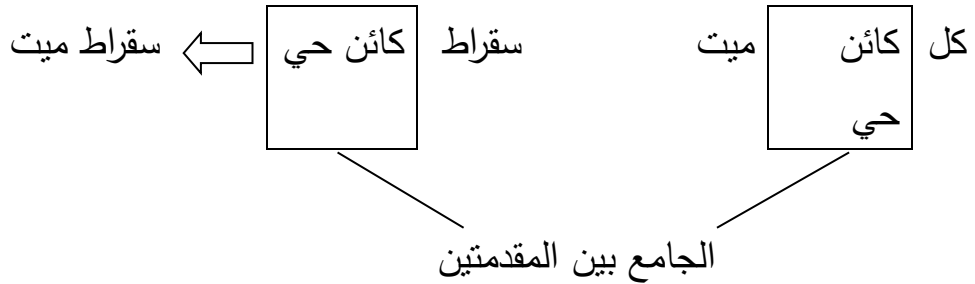 كل كائن حي ميت
سقراط كائن حي
سقراط ميت
الجامع بين المقدمتين